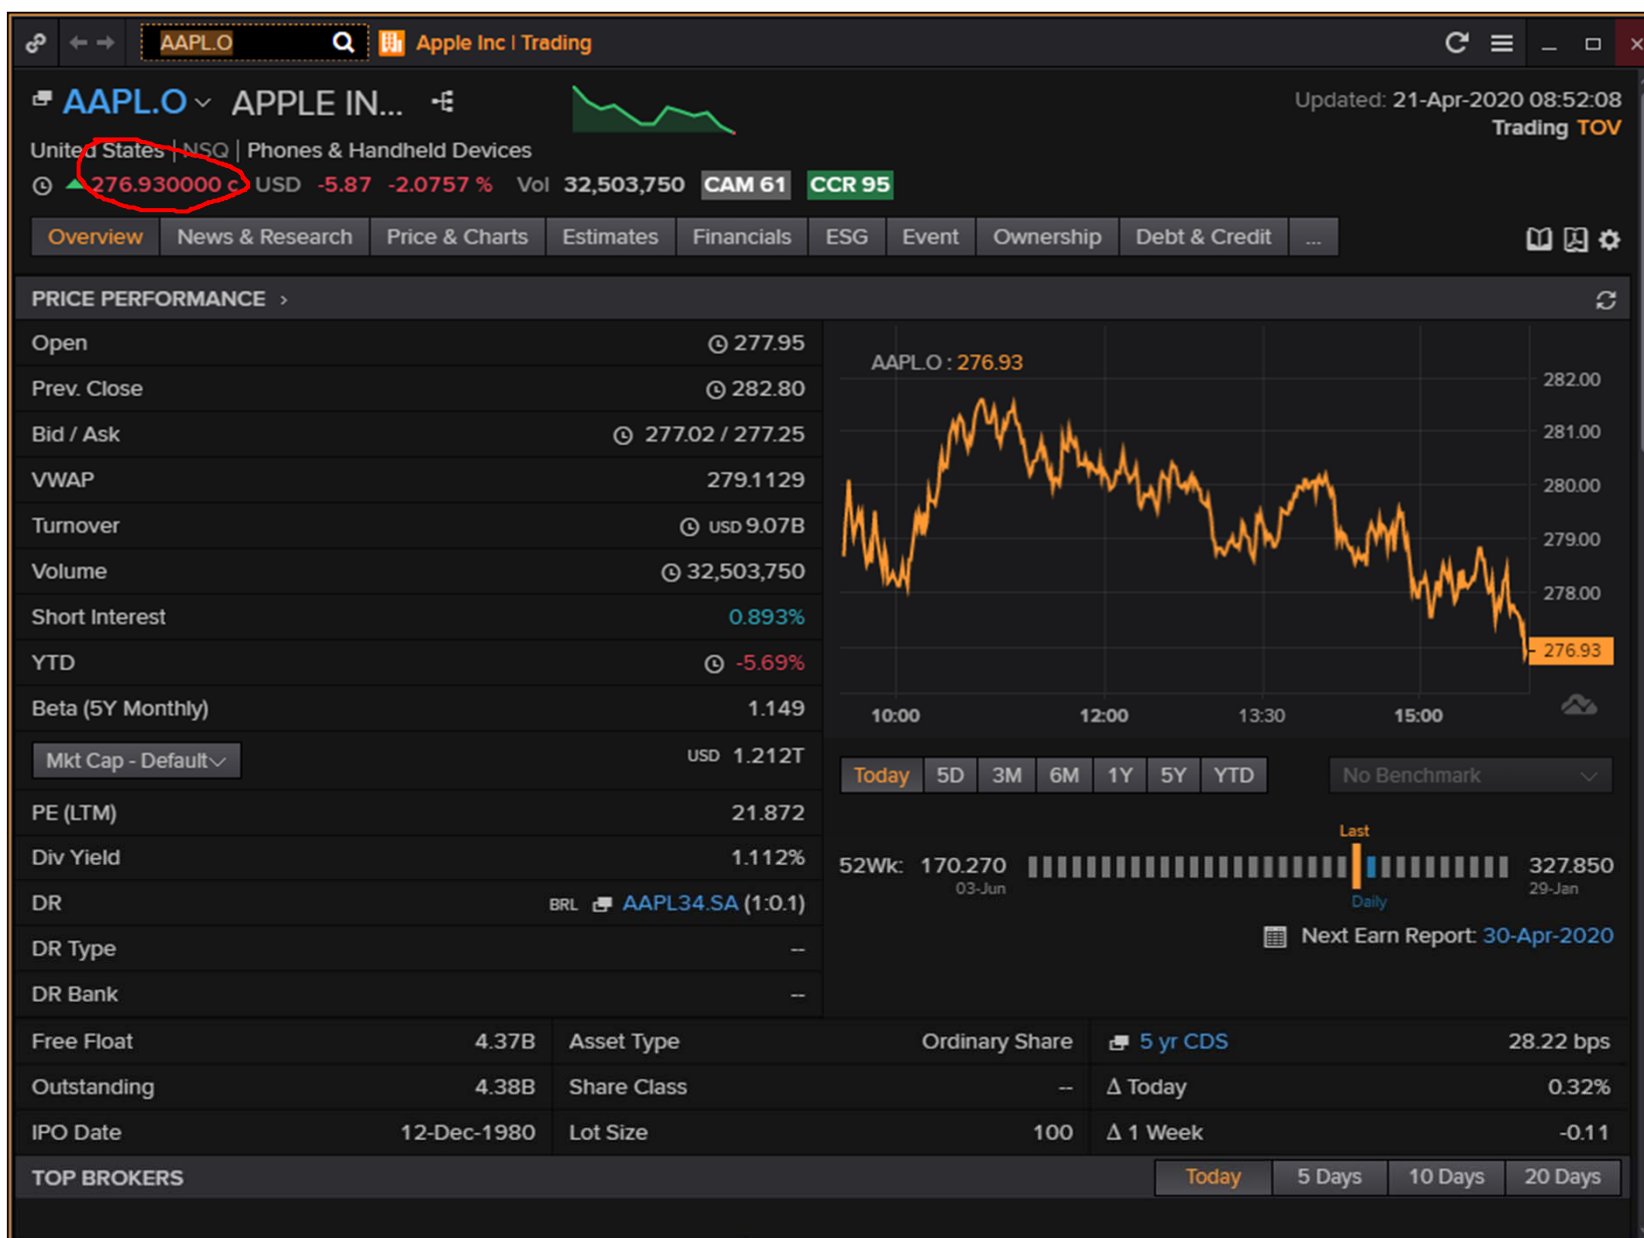 AAPL.O Apple Inc | Trading
AAPL.O APPLE IN... Updated: 21-Apr-2020 08:52:08
Trading TOV
United States | NSQ | Phones & Handheld Devices
276.930000 c USD -5.87 -2.0757 % Vol 32,503,750 CAM 61 CCR 95
Overview News & Research Price & Charts Estimates Financials ESG Event Ownership Debt & Credit ...
PRICE PERFORMANCE >
Open 277.95
Prev. Close 282.80
Bid / Ask 277.02 / 277.25
VWAP 279.1129
Turnover USD 9.07B
Volume 32,503,750
Short Interest 0.893%
YTD -5.69%
Beta (5Y Monthly) 1.149
Mkt Cap - Default USD 1.212T
PE (LTM) 21.872
Div Yield 1.112%
DR BRL AAPL34.SA (1:0.1)
DR Type --
DR Bank --
AAPL.O : 276.93
282.00
281.00
280.00
279.00
278.00
276.93
10:00 12:00 13:30 15:00
Today 5D 3M 6M 1Y 5Y YTD No Benchmark
Last
52Wk: 170.270 327.850
03-Jun 29-Jan
Daily
Next Earn Report: 30-Apr-2020
Free Float 4.37B Asset Type Ordinary Share 5 yr CDS 28.22 bps
Outstanding 4.38B Share Class -- Δ Today 0.32%
IPO Date 12-Dec-1980 Lot Size 100 Δ 1 Week -0.11
TOP BROKERS Today 5 Days 10 Days 20 Days